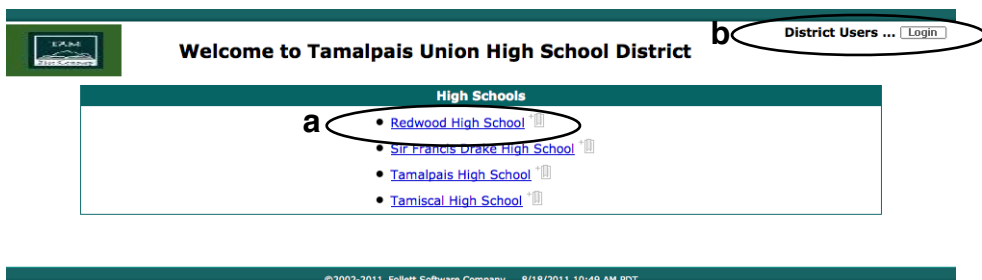 b
District Users ... Login
TAM
Welcome to Tamalpais Union High School District
High Schools
a
Redwood High School
Sir Francis Drake High School
Tamalpais High School
Tamiscal High School
©2002-2011 Follett Software Company 8/18/2011 10:49 AM PDT